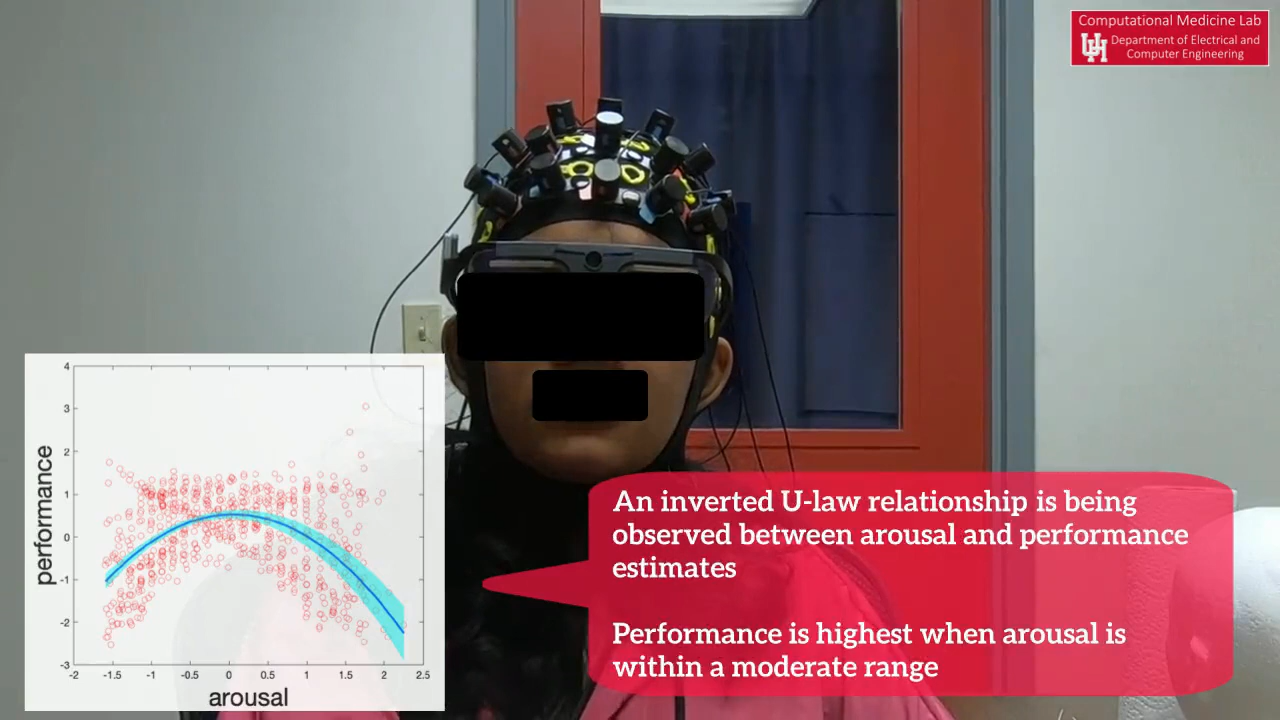 Computational Medicine Lab
UH Department of Electrical and
Computer Engineering
4
3
2
1
0
-1
-2
-3
performance
-2 -1.5 -1 -0.5 0 0.5 1 1.5 2 2.5
arousal
An inverted U-law relationship is being
observed between arousal and performance
estimates
Performance is highest when arousal is
within a moderate range